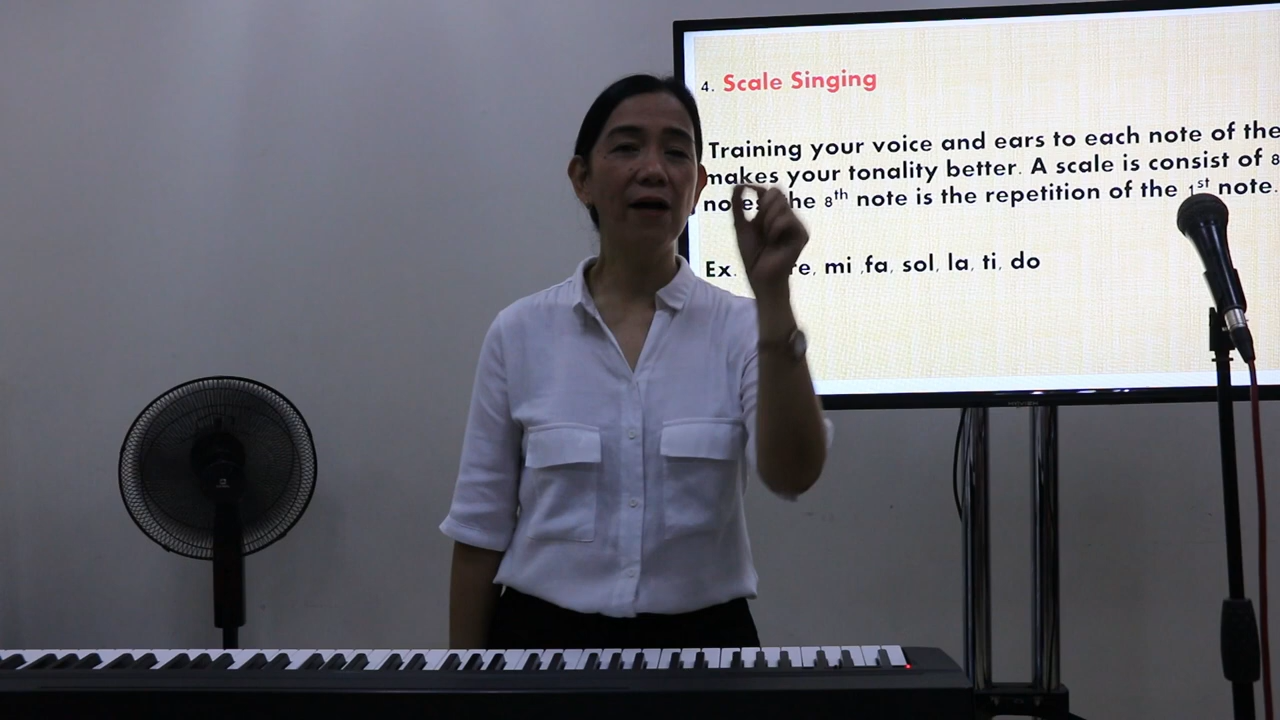 4. Scale Singing
Training your voice and ears to each note of the
makes your tonality better. A scale is consist of 8
8th note is the repetition of the 1st note.
Ex. re, mi ,fa, sol, la, ti, do